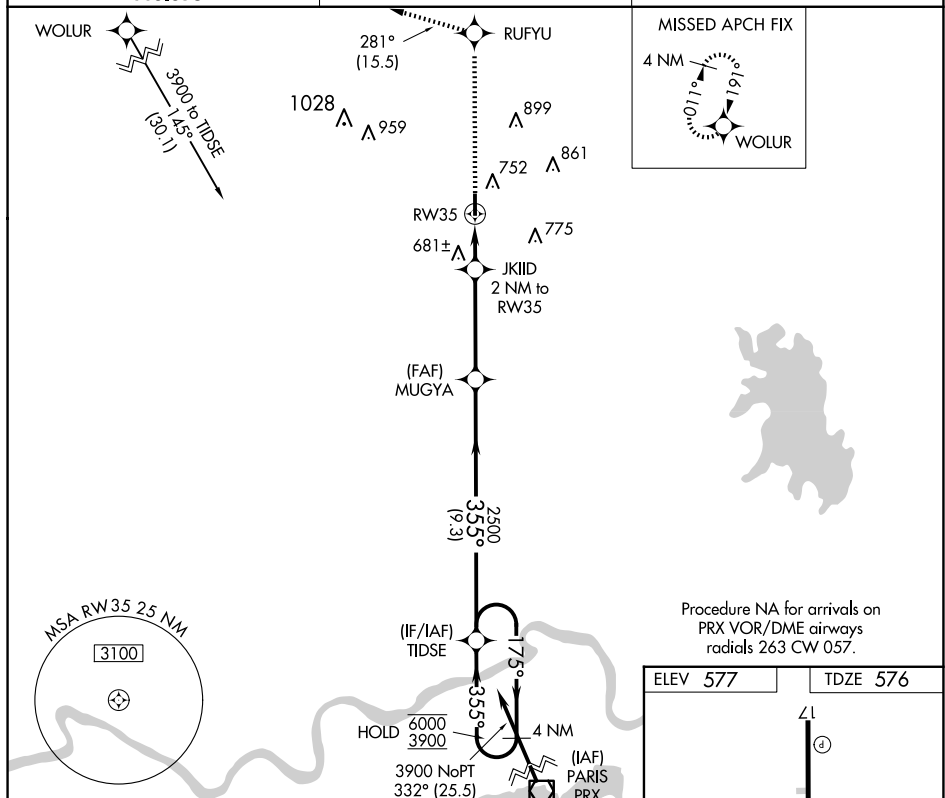 WOLUR
3900 to TIDSE
145°
(30.1)
281°
(15.5)
RUFYU
MISSED APCH FIX
4 NM
011°
191°
WOLUR
1028
959
899
752
861
RW35
775
681±
JKIID
2 NM to
RW35
(FAF)
MUGYA
2500
355°
(9.3)
MSA RW35 25 NM
3100
(IF/IAF)
TIDSE
175°
355°
HOLD
6000
3900
4 NM
3900 NoPT
332° (25.5)
(IAF)
PARIS
PRX
Procedure NA for arrivals on
PRX VOR/DME airways
radials 263 CW 057.
ELEV 577
TDZE 576
17
P